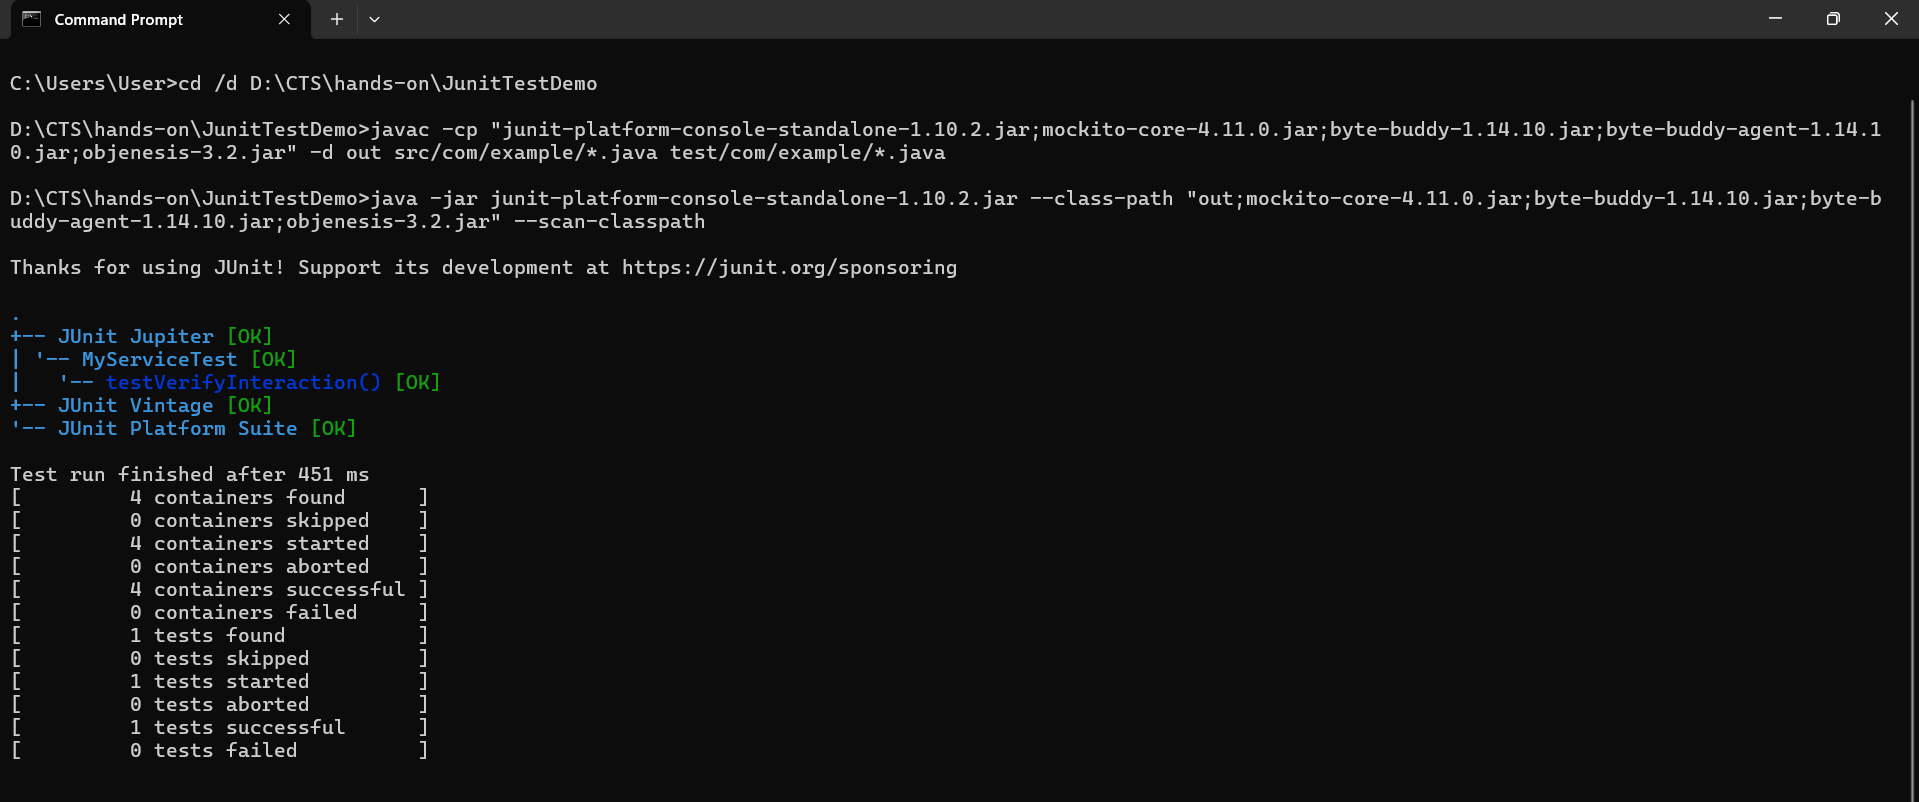 Command Prompt
C:\Users\User>cd /d D:\CTS\hands-on\JunitTestDemo
D:\CTS\hands-on\JunitTestDemo>javac -cp "junit-platform-console-standalone-1.10.2.jar;mockito-core-4.11.0.jar;byte-buddy-1.14.10.jar;byte-buddy-agent-1.14.1
0.jar;objenesis-3.2.jar" -d out src/com/example/*.java test/com/example/*.java
D:\CTS\hands-on\JunitTestDemo>java -jar junit-platform-console-standalone-1.10.2.jar --class-path "out;mockito-core-4.11.0.jar;byte-buddy-1.14.10.jar;byte-b
uddy-agent-1.14.10.jar;objenesis-3.2.jar" --scan-classpath
Thanks for using JUnit! Support its development at https://junit.org/sponsoring
.
+-- JUnit Jupiter [OK]
| '-- MyServiceTest [OK]
|   '-- testVerifyInteraction() [OK]
+-- JUnit Vintage [OK]
'-- JUnit Platform Suite [OK]
Test run finished after 451 ms
[         4 containers found      ]
[         0 containers skipped    ]
[         4 containers started    ]
[         0 containers aborted    ]
[         4 containers successful ]
[         0 containers failed     ]
[         1 tests found           ]
[         0 tests skipped         ]
[         1 tests started         ]
[         0 tests aborted         ]
[         1 tests successful      ]
[         0 tests failed          ]